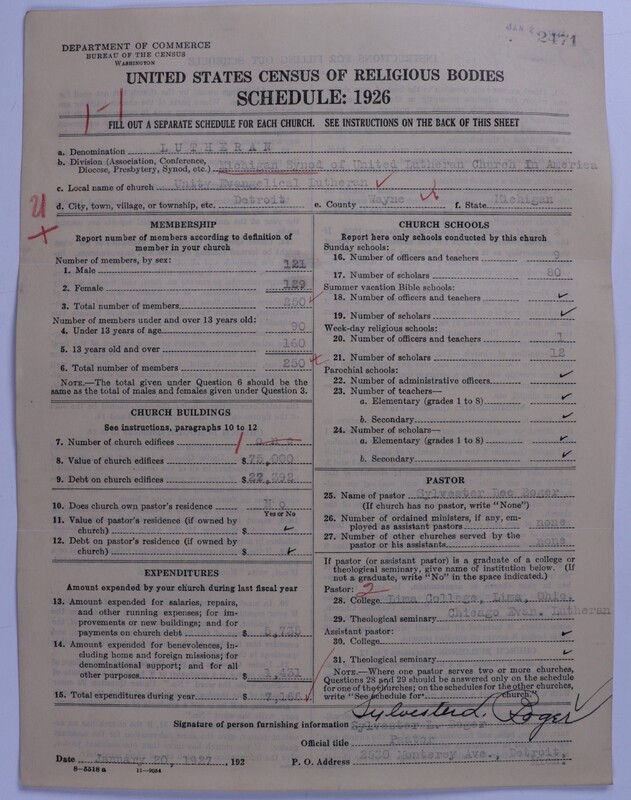 2471
DEPARTMENT OF COMMERCE
BUREAU OF THE CENSUS
WASHINGTON
UNITED STATES CENSUS OF RELIGIOUS BODIES
SCHEDULE: 1926
1-1
FILL OUT A SEPARATE SCHEDULE FOR EACH CHURCH. SEE INSTRUCTIONS ON THE BACK OF THIS SHEET
a. Denomination LUTHERAN
b. Division (Association, Conference, Diocese, Presbytery, Synod, etc.) Michigan Synod of United Lutheran Church In America
c. Local name of church Unity Evangelical Lutheran
d. City, town, village, or township, etc. Detroit e. County Wayne f. State Michigan
MEMBERSHIP
Report number of members according to definition of
member in your church
Number of members, by sex:
1. Male 121
2. Female 129
3. Total number of members 250
Number of members under and over 13 years old:
4. Under 13 years of age 90
5. 13 years old and over 160
6. Total number of members 250
NOTE.—The total given under Question 6 should be the
same as the total of males and females given under Question 3.
CHURCH BUILDINGS
See instructions, paragraphs 10 to 12
7. Number of church edifices 1 one
8. Value of church edifices $75,000
9. Debt on church edifices $27,392
10. Does church own pastor's residence No
Yes or No
11. Value of pastor's residence (if owned by
church) $
12. Debt on pastor's residence (if owned by
church) $
EXPENDITURES
Amount expended by your church during last fiscal year
13. Amount expended for salaries, repairs,
and other running expenses; for im-
provements or new buildings; and for
payments on church debt $5,735
14. Amount expended for benevolences, in-
cluding home and foreign missions; for
denominational support; and for all
other purposes $1,431
15. Total expenditures during year $7,166
CHURCH SCHOOLS
Report here only schools conducted by this church
Sunday schools:
16. Number of officers and teachers 9
17. Number of scholars 80
Summer vacation Bible schools:
18. Number of officers and teachers
19. Number of scholars
Week-day religious schools:
20. Number of officers and teachers 1
21. Number of scholars 12
Parochial schools:
22. Number of administrative officers
23. Number of teachers—
a. Elementary (grades 1 to 8)
b. Secondary
24. Number of scholars—
a. Elementary (grades 1 to 8)
b. Secondary
PASTOR
25. Name of pastor Sylvester Lee Boger
(If church has no pastor, write "None")
26. Number of ordained ministers, if any, em-
ployed as assistant pastors none
27. Number of other churches served by the
pastor or his assistants none
If pastor (or assistant pastor) is a graduate of a college or
theological seminary, give name of institution below. (If
not a graduate, write "No" in the space indicated.)
Pastor: 2
28. College Lima College, Lima, Ohio.
29. Theological seminary Chicago Evan. Lutheran
Assistant pastor:
30. College
31. Theological seminary
NOTE.—Where one pastor serves two or more churches,
Questions 28 and 29 should be answered only on the schedule
for one of the churches; on the schedules for the other churches,
write "See schedule for church."
Sylvester L. Boger
Signature of person furnishing information Sylvester L. Boger
Official title Pastor
Date January 20, 1927, 192 P. O. Address 2530 Monterey Ave., Detroit,
8-5318a 11-9024